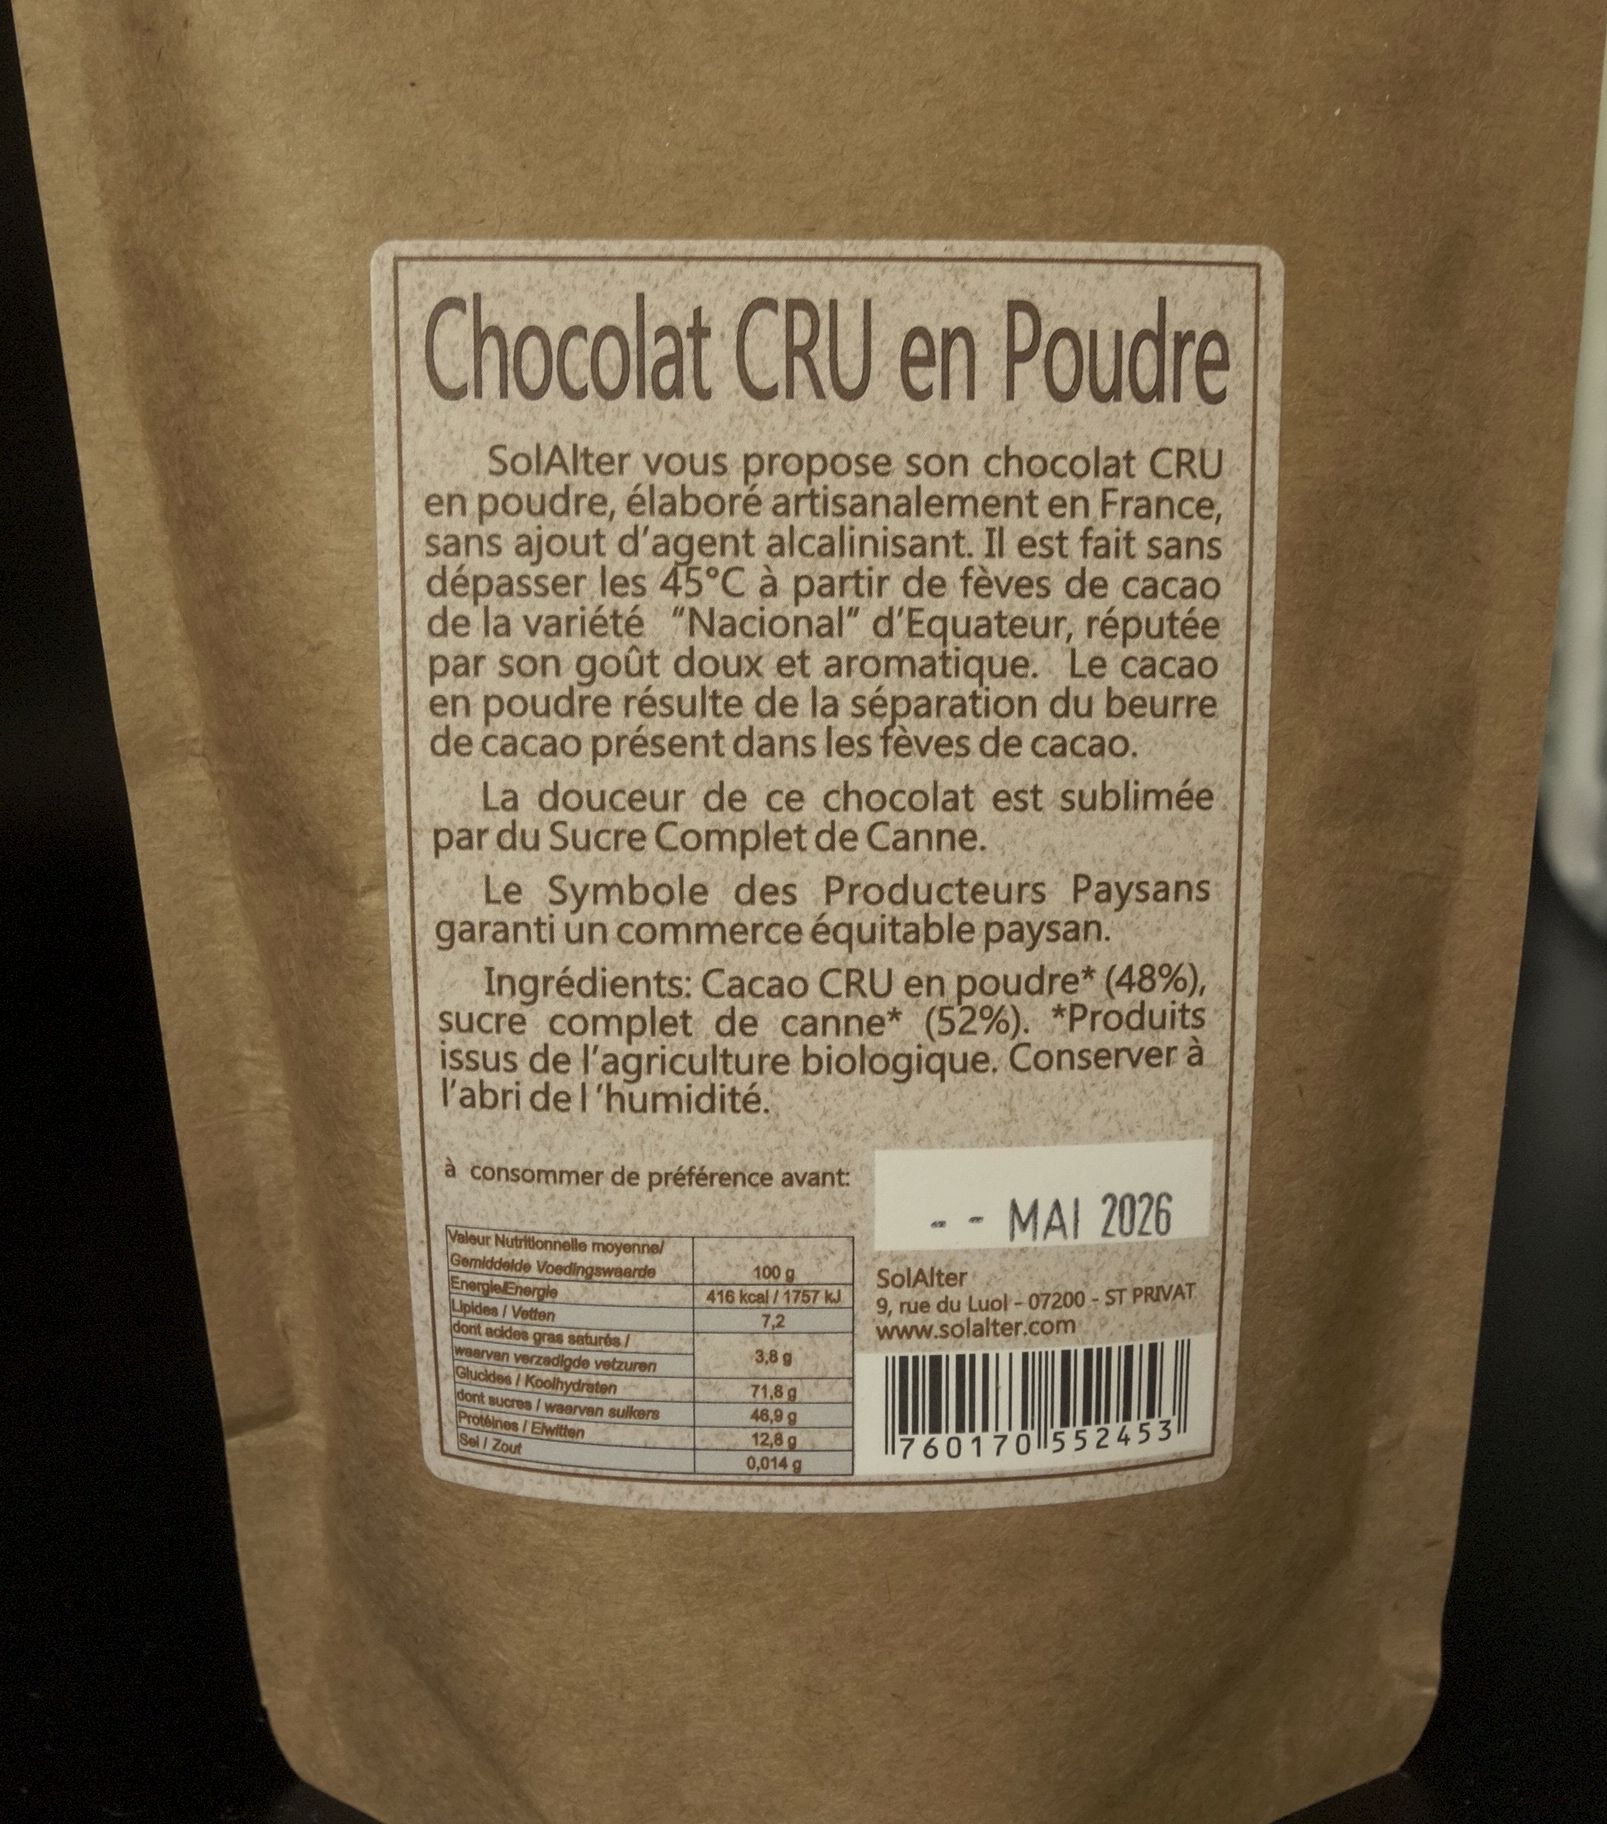 Chocolat CRU en Poudre
SolAlter vous propose son chocolat CRU
en poudre, élaboré artisanalement en France,
sans ajout d'agent alcalinisant. Il est fait sans
dépasser les 45°C à partir de fèves de cacao
de la variété "Nacional" d'Equateur, réputée
par son goût doux et aromatique. Le cacao
en poudre résulte de la séparation du beurre
de cacao présent dans les fèves de cacao.
La douceur de ce chocolat est sublimée
par du Sucre Complet de Canne.
Le Symbole des Producteurs Paysans
garanti un commerce équitable paysan.
Ingrédients: Cacao CRU en poudre* (48%),
sucre complet de canne* (52%). *Produits
issus de l'agriculture biologique. Conserver à
l'abri de l'humidité.
à consommer de préférence avant:
-- MAI 2026
Valeur Nutritionnelle moyenne/
Gemiddelde Voedingswaarde 100 g
Energie/Energie 416 kcal / 1757 kJ
Lipides / Vetten 7,2
dont acides gras saturés /
waarvan verzadigde vetzuren 3,8 g
Glucides / Koolhydraten 71,8 g
dont sucres / waarvan suikers 46,9 g
Protéines / Eiwitten 12,8 g
Sel / Zout 0,014 g
SolAlter
9, rue du Luol - 07200 - ST PRIVAT
www.solalter.com
760170 552453